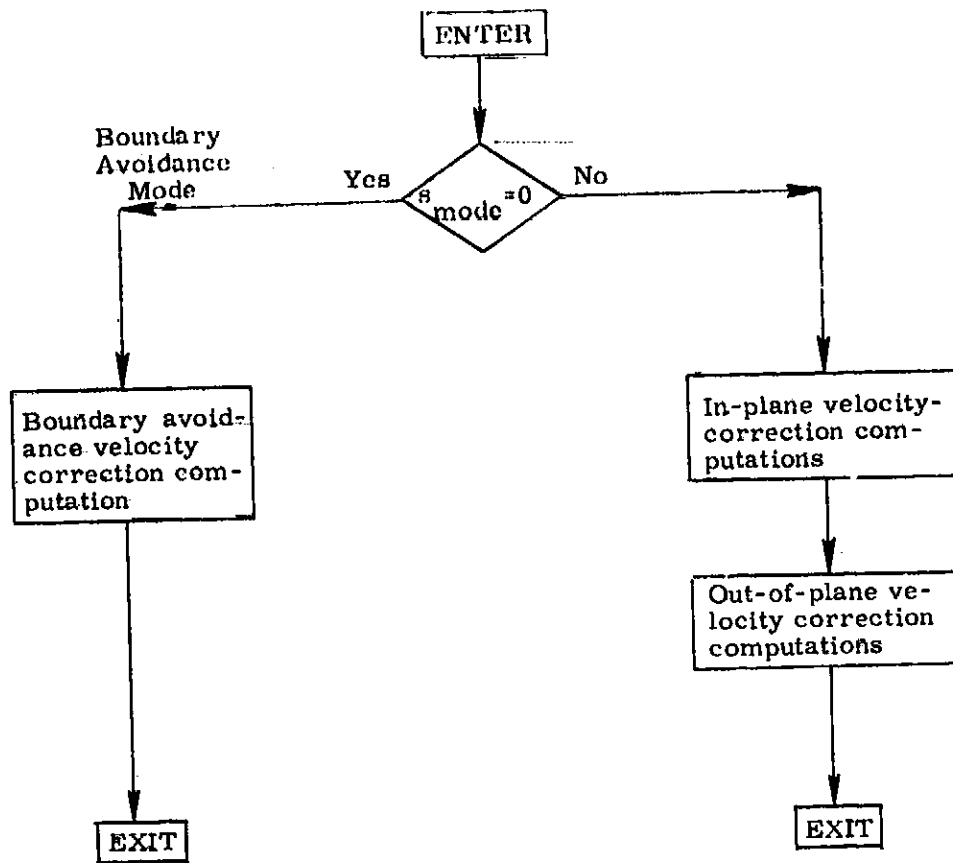 ENTER
Boundary
Avoidance
Mode
Yes
s mode =0
No
Boundary avoid-
ance velocity
correction com-
putation
In-plane velocity-
correction com-
putations
Out-of-plane ve-
locity correction
computations
EXIT
EXIT